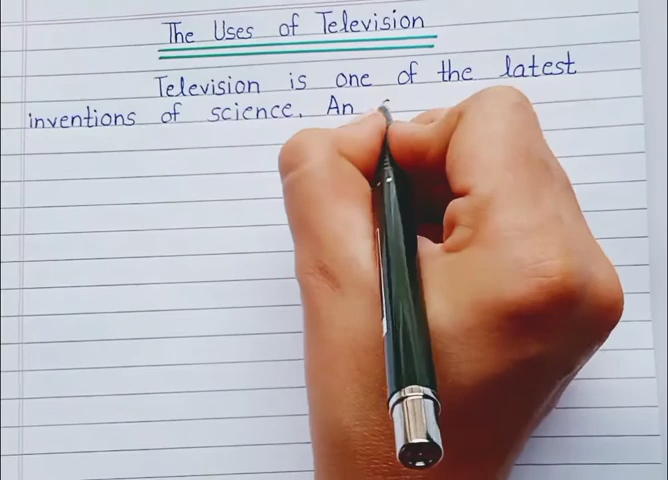 The Uses of Television
Television is one of the latest
inventions of science. An